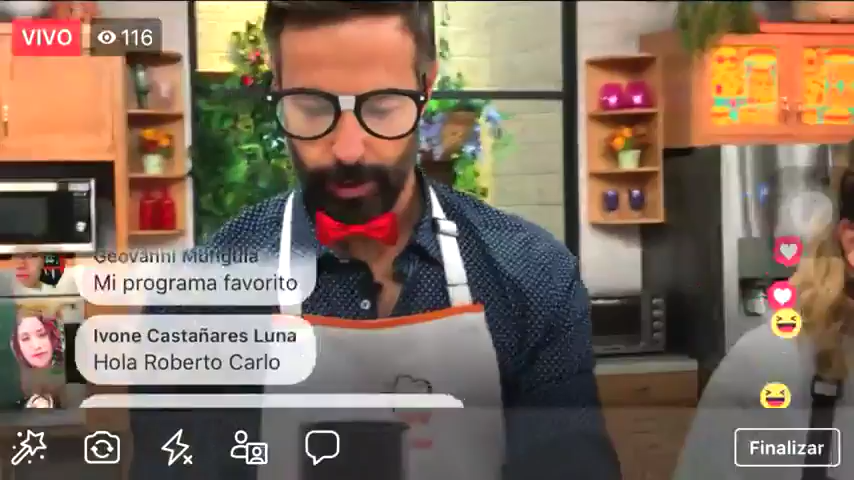 VIVO
116
Geovanni Munguia
Mi programa favorito
Ivone Castañares Luna
Hola Roberto Carlo
Finalizar